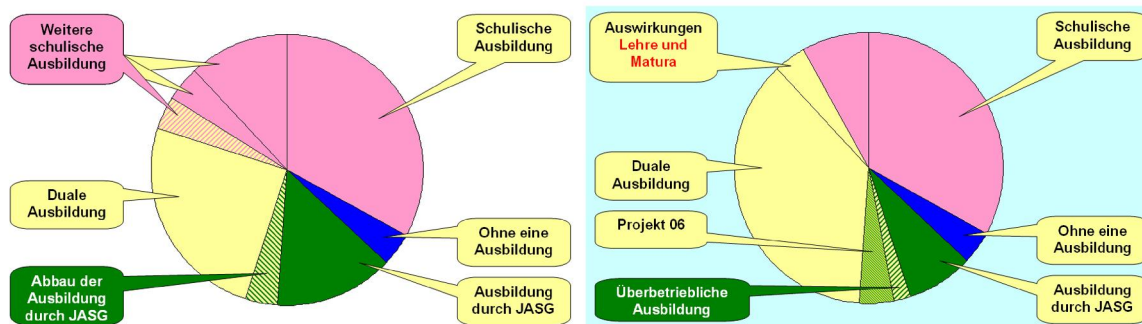 Weitere
schulische
Ausbildung
Schulische
Ausbildung
Duale
Ausbildung
Ohne eine
Ausbildung
Abbau der
Ausbildung
durch JASG
Ausbildung
durch JASG
Auswirkungen
Lehre und
Matura
Schulische
Ausbildung
Duale
Ausbildung
Projekt 06
Ohne eine
Ausbildung
Überbetriebliche
Ausbildung
Ausbildung
durch JASG